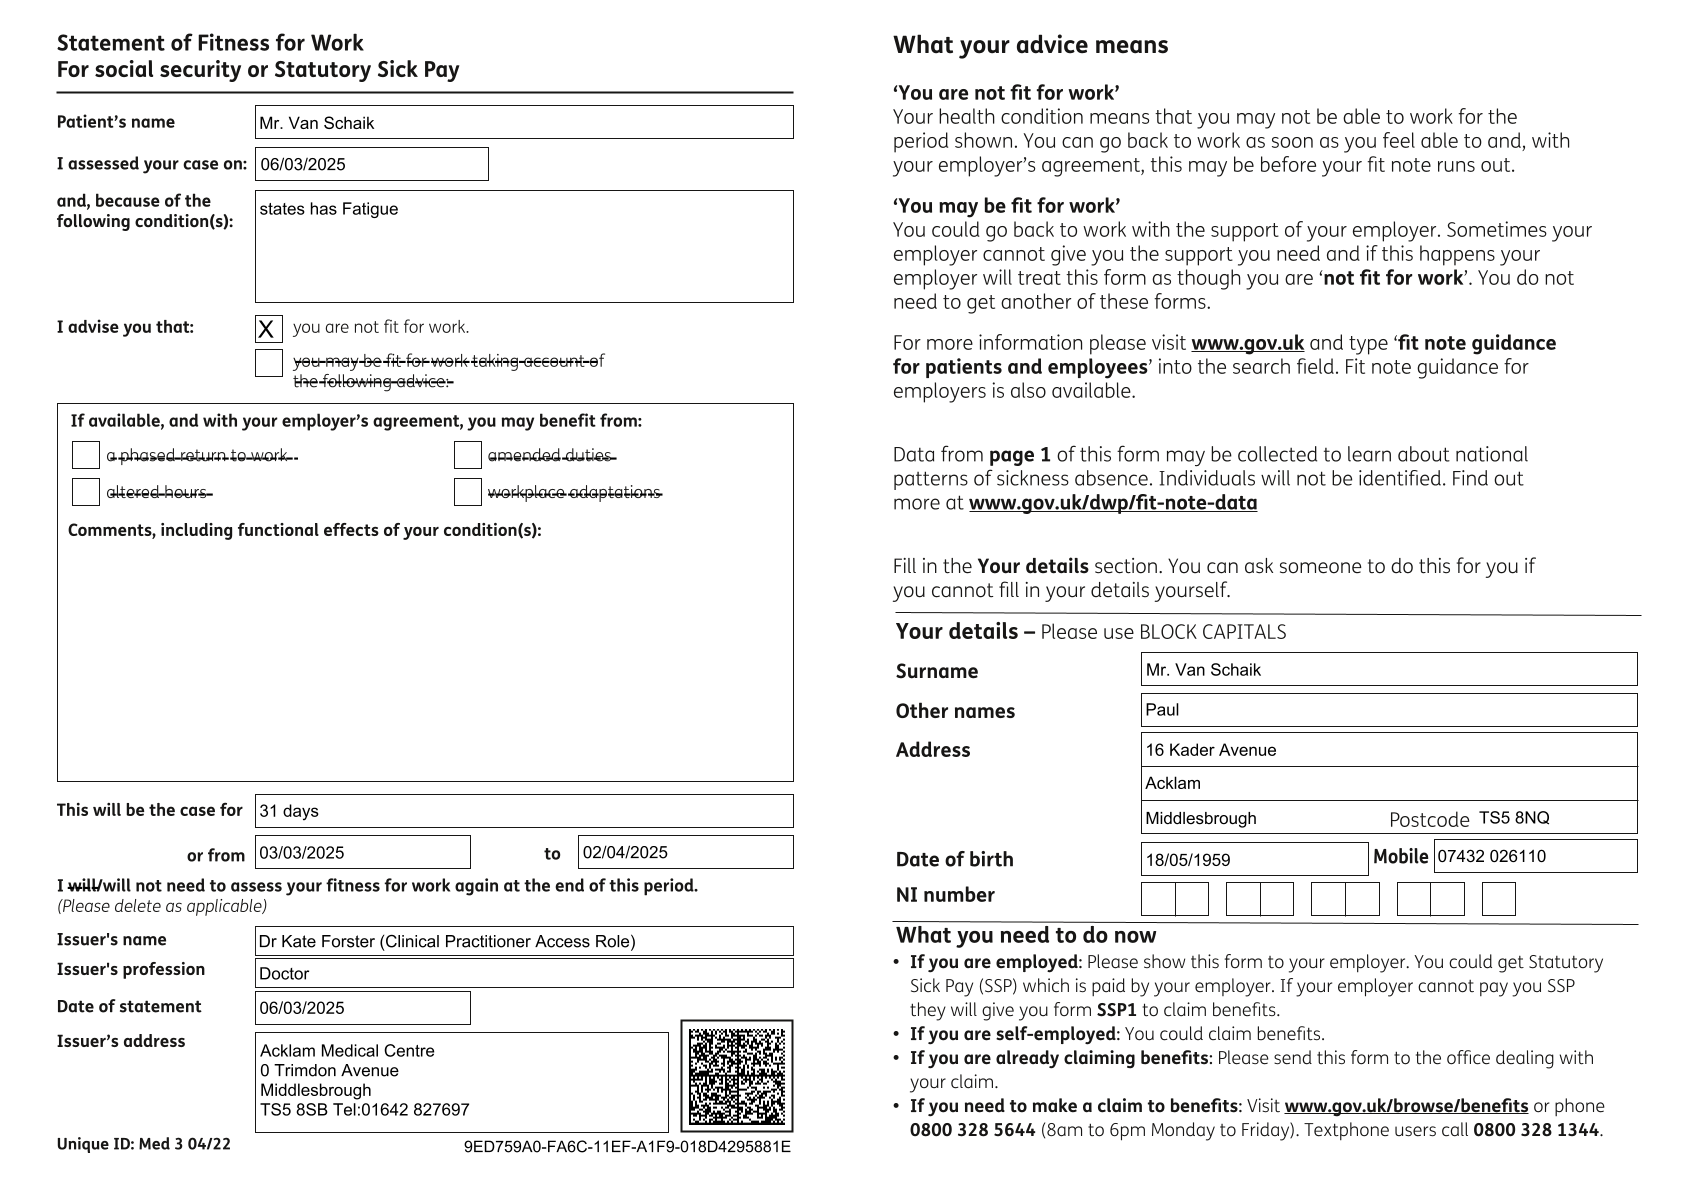 Statement of Fitness for Work
For social security or Statutory Sick Pay
Patient’s name
Mr. Van Schaik
I assessed your case on:
06/03/2025
and, because of the
following condition(s):
states has Fatigue
I advise you that:
X you are not fit for work.
you may be fit for work taking account of
the following advice:
If available, and with your employer’s agreement, you may benefit from:
a phased return to work
amended duties
altered hours
workplace adaptations
Comments, including functional effects of your condition(s):
This will be the case for
31 days
or from
03/03/2025
to
02/04/2025
I will/will not need to assess your fitness for work again at the end of this period.
(Please delete as applicable)
Issuer's name
Dr Kate Forster (Clinical Practitioner Access Role)
Issuer's profession
Doctor
Date of statement
06/03/2025
Issuer’s address
Acklam Medical Centre
0 Trimdon Avenue
Middlesbrough
TS5 8SB Tel:01642 827697
Unique ID: Med 3 04/22
9ED759A0-FA6C-11EF-A1F9-018D4295881E
What your advice means
‘You are not fit for work’
Your health condition means that you may not be able to work for the
period shown. You can go back to work as soon as you feel able to and, with
your employer’s agreement, this may be before your fit note runs out.
‘You may be fit for work’
You could go back to work with the support of your employer. Sometimes your
employer cannot give you the support you need and if this happens your
employer will treat this form as though you are ‘not fit for work’. You do not
need to get another of these forms.
For more information please visit www.gov.uk and type ‘fit note guidance
for patients and employees’ into the search field. Fit note guidance for
employers is also available.
Data from page 1 of this form may be collected to learn about national
patterns of sickness absence. Individuals will not be identified. Find out
more at www.gov.uk/dwp/fit-note-data
Fill in the Your details section. You can ask someone to do this for you if
you cannot fill in your details yourself.
Your details – Please use BLOCK CAPITALS
Surname
Mr. Van Schaik
Other names
Paul
Address
16 Kader Avenue
Acklam
Middlesbrough
Postcode TS5 8NQ
Date of birth
18/05/1959
Mobile 07432 026110
NI number
What you need to do now
• If you are employed: Please show this form to your employer. You could get Statutory
Sick Pay (SSP) which is paid by your employer. If your employer cannot pay you SSP
they will give you form SSP1 to claim benefits.
• If you are self-employed: You could claim benefits.
• If you are already claiming benefits: Please send this form to the office dealing with
your claim.
• If you need to make a claim to benefits: Visit www.gov.uk/browse/benefits or phone
0800 328 5644 (8am to 6pm Monday to Friday). Textphone users call 0800 328 1344.